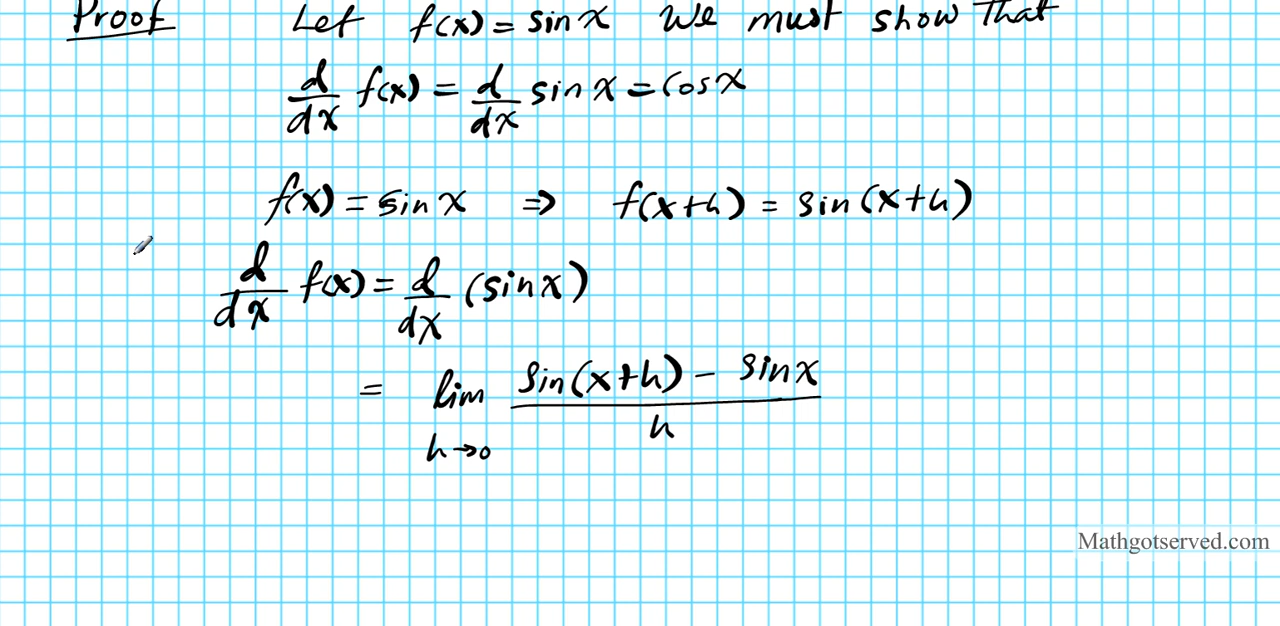 Proof Let f(x) = sin x We must show That
d/dx f(x) = d/dx sin x = Cos x
f(x) = sin x ⇒ f(x+h) = sin(x+h)
d/dx f(x) = d/dx (sin x)
= lim h→0 sin(x+h) - sin x / h
Mathgotserved.com